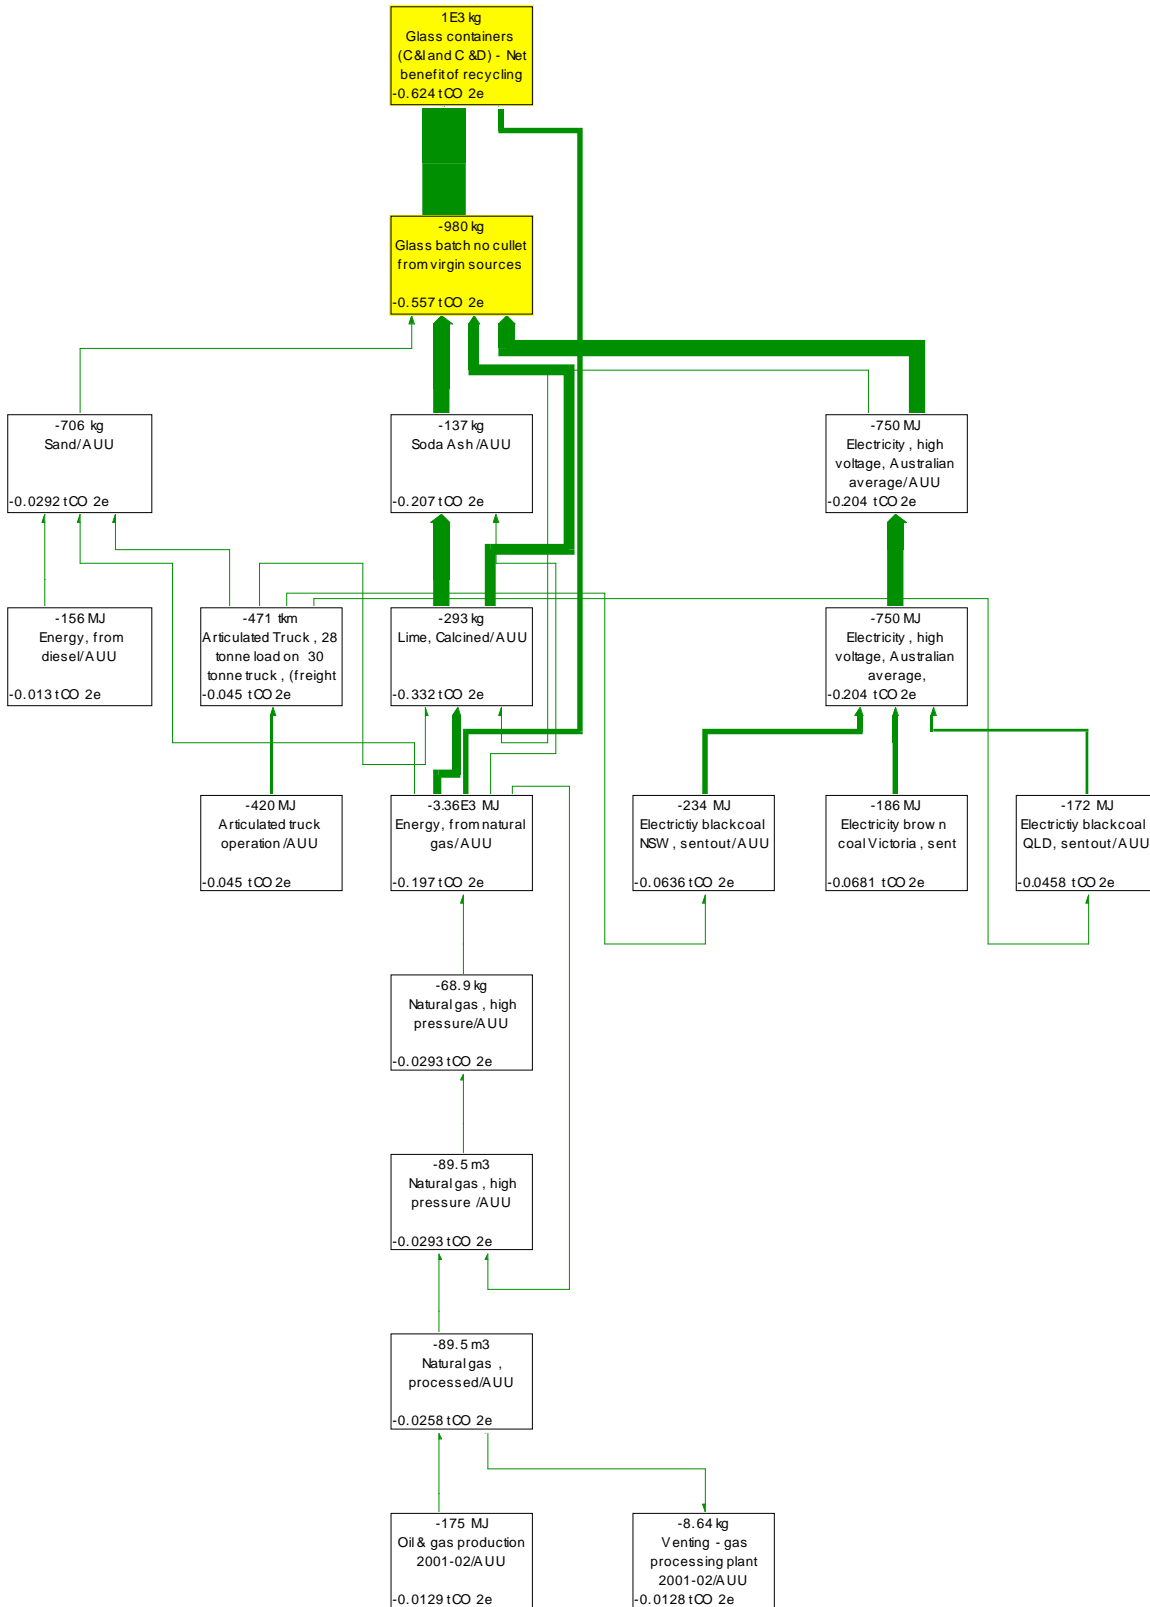 1E3 kg
Glass containers
(C&I and C &D) - Net
benefit of recycling
-0.624 tCO 2e
-980 kg
Glass batch no cullet
from virgin sources
-0.557 tCO 2e
-706 kg
Sand/AUU
-0.0292 tCO 2e
-137 kg
Soda Ash /AUU
-0.207 tCO 2e
-750 MJ
Electricity , high
voltage, Australian
average/AUU
-0.204 tCO 2e
-156 MJ
Energy, from
diesel/AUU
-0.013 tCO 2e
-471 tkm
Articulated Truck , 28
tonne load on 30
tonne truck , (freight
-0.045 tCO 2e
-293 kg
Lime, Calcined/AUU
-0.332 tCO 2e
-750 MJ
Electricity , high
voltage, Australian
average,
-0.204 tCO 2e
-420 MJ
Articulated truck
operation /AUU
-0.045 tCO 2e
-3.36E3 MJ
Energy, from natural
gas/AUU
-0.197 tCO 2e
-234 MJ
Electrictiy black coal
NSW , sent out/AUU
-0.0636 tCO 2e
-186 MJ
Electricity brown
coal Victoria , sent
-0.0681 tCO 2e
-172 MJ
Electrictiy black coal
QLD, sent out/AUU
-0.0458 tCO 2e
-68.9 kg
Natural gas , high
pressure/AUU
-0.0293 tCO 2e
-89.5 m3
Natural gas , high
pressure /AUU
-0.0293 tCO 2e
-89.5 m3
Natural gas ,
processed/AUU
-0.0258 tCO 2e
-175 MJ
Oil & gas production
2001-02/AUU
-0.0129 tCO 2e
-8.64 kg
Venting - gas
processing plant
2001-02/AUU
-0.0128 tCO 2e